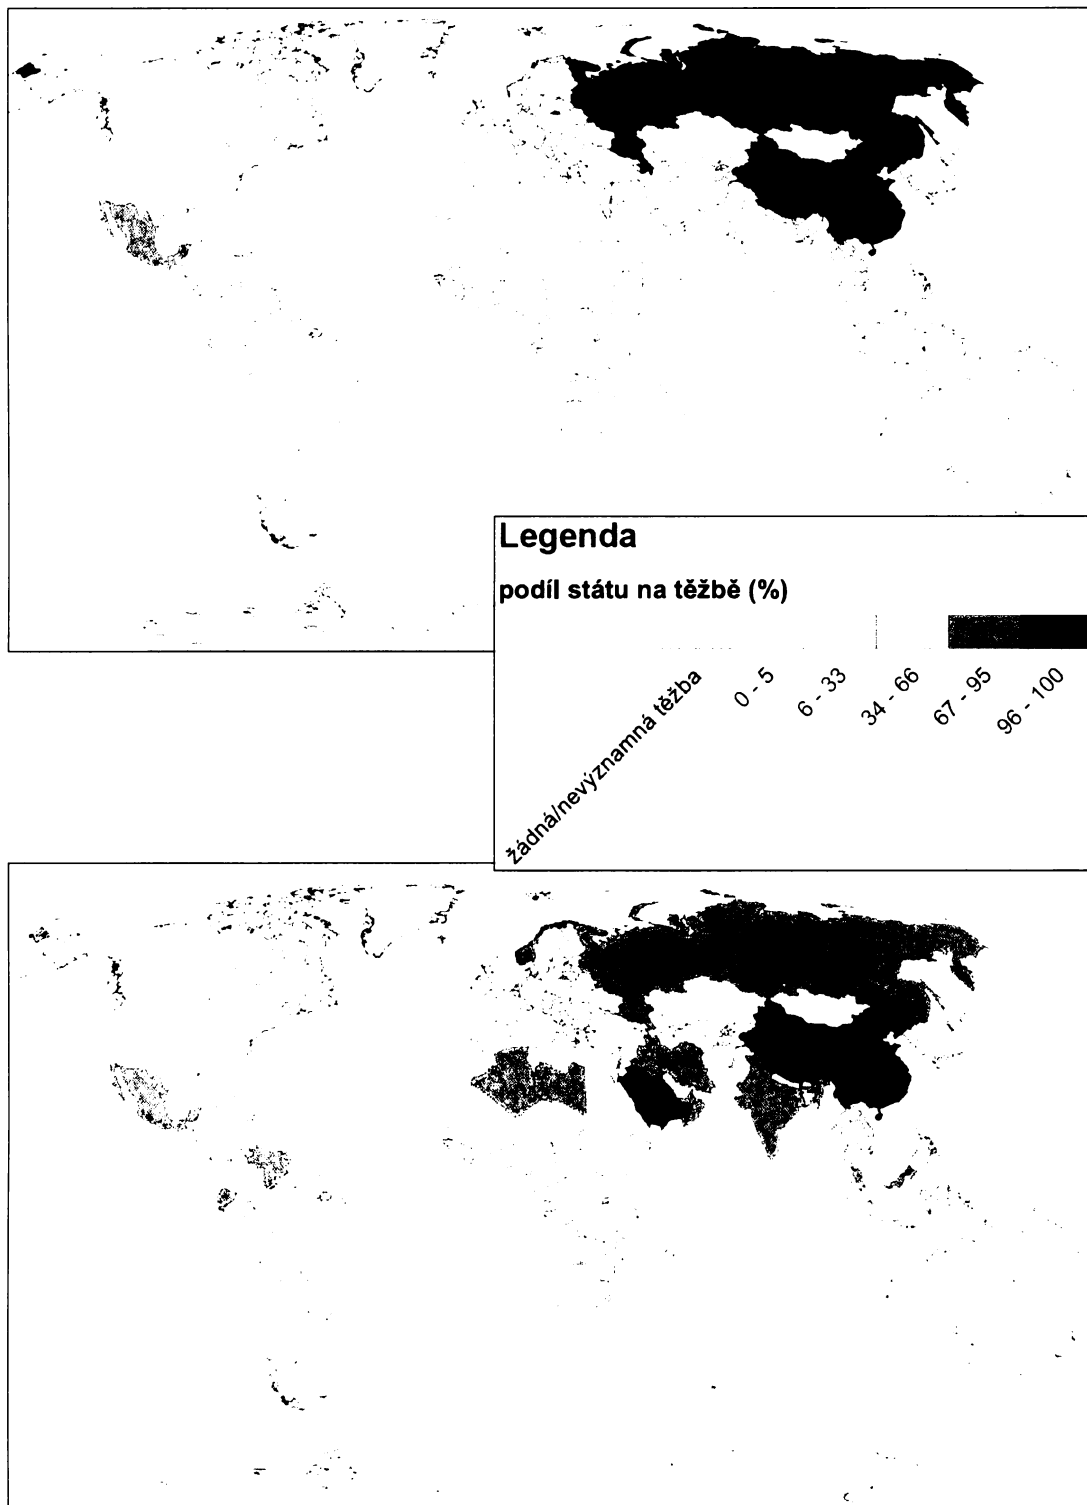 Legenda
podíl státu na těžbě (%)
žádná/nevýznamná těžba
0 - 5
6 - 33
34 - 66
67 - 95
96 - 100